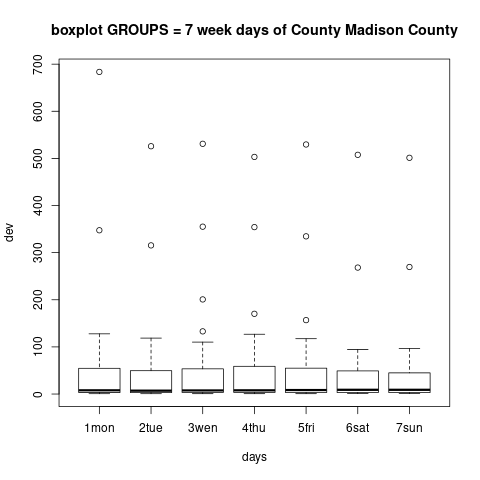 boxplot GROUPS = 7 week days of County Madison County
700
600
500
400
300
200
100
0
dev
1mon 2tue 3wen 4thu 5fri 6sat 7sun
days